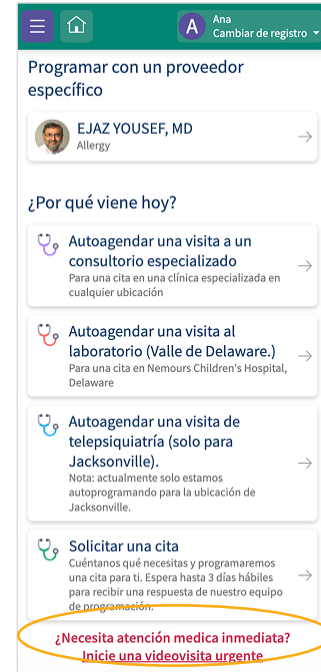 Ana
A
Cambiar de registro
Programar con un proveedor
específico
EJAZ YOUSEF, MD
Allergy
¿Por qué viene hoy?
Autoagendar una visita a un
consultorio especializado
Para una cita en una clínica especializada en
cualquier ubicación
Autoagendar una visita al
laboratorio (Valle de Delaware.)
Para una cita en Nemours Children's Hospital,
Delaware
Autoagendar una visita de
telepsiquiatría (solo para
Jacksonville).
Nota: actualmente solo estamos
autoprogramando para la ubicación de
Jacksonville.
Solicitar una cita
Cuéntanos qué necesitas y programaremos
una cita para ti. Espera hasta 3 días hábiles
para recibir una respuesta de nuestro equipo
de programación.
¿Necesita atención medica inmediata?
Inicie una videovisita urgente